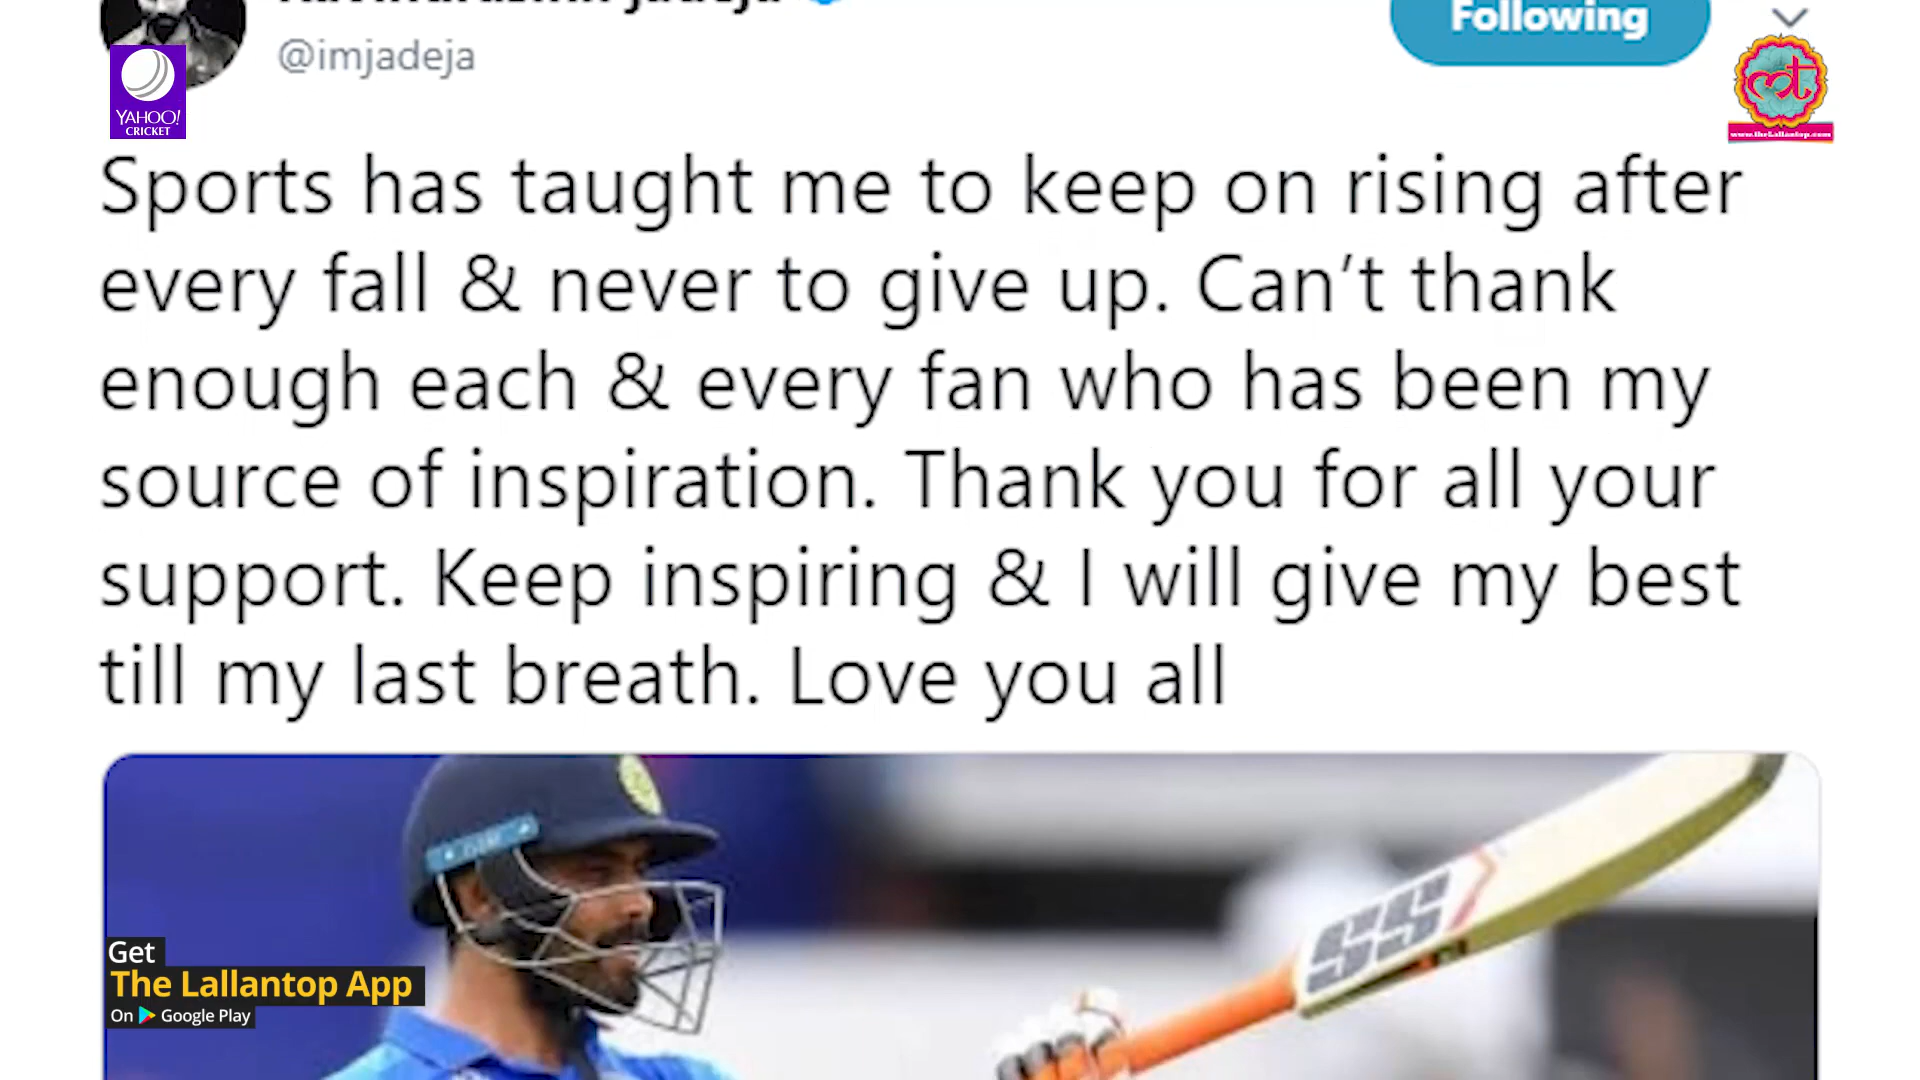 @imjadeja
Following
YAHOO!
CRICKET
www.thelallantop.com
Sports has taught me to keep on rising after
every fall & never to give up. Can’t thank
enough each & every fan who has been my
source of inspiration. Thank you for all your
support. Keep inspiring & I will give my best
till my last breath. Love you all
SS
Get
The Lallantop App
On Google Play